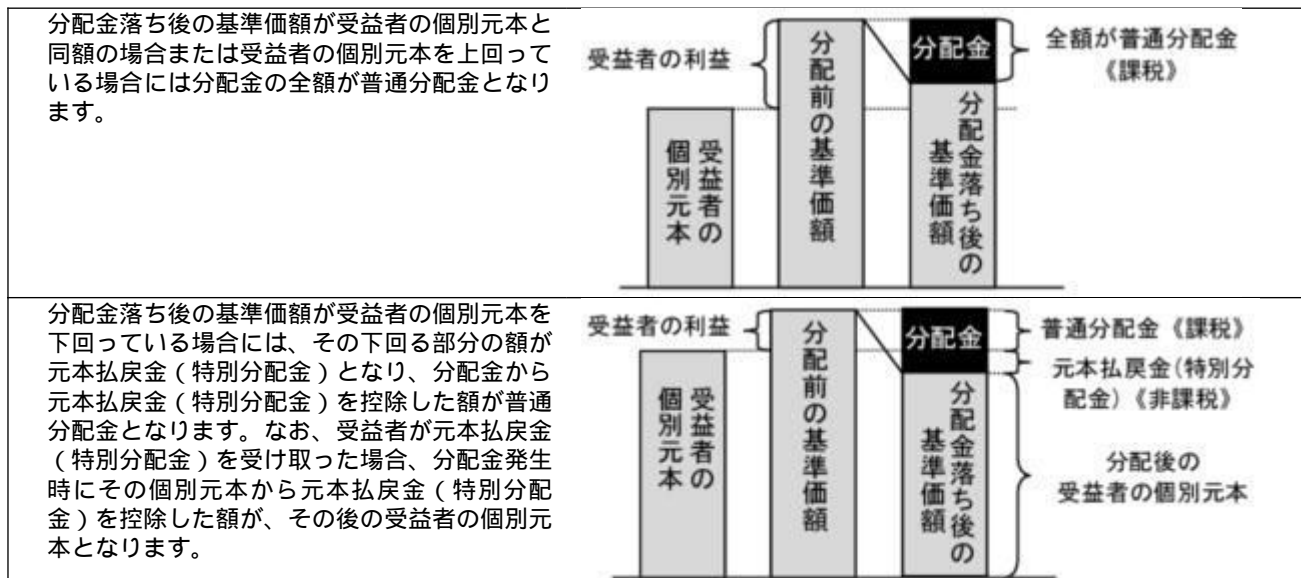 分配金落ち後の基準価額が受益者の個別元本と
同額の場合または受益者の個別元本を上回って
いる場合には分配金の全額が普通分配金となり
ます。
受益者の利益
受益者の
個別元本
分配前の基準価額
分配金
分配金落ち後の
基準価額
全額が普通分配金
《課税》
分配金落ち後の基準価額が受益者の個別元本を
下回っている場合には、その下回る部分の額が
元本払戻金（特別分配金）となり、分配金から
元本払戻金（特別分配金）を控除した額が普通
分配金となります。なお、受益者が元本払戻金
（特別分配金）を受け取った場合、分配金発生
時にその個別元本から元本払戻金（特別分配
金）を控除した額が、その後の受益者の個別元
本となります。
受益者の利益
受益者の
個別元本
分配前の基準価額
分配金
分配金落ち後の
基準価額
普通分配金《課税》
元本払戻金(特別分
配金)《非課税》
分配後の
受益者の個別元本